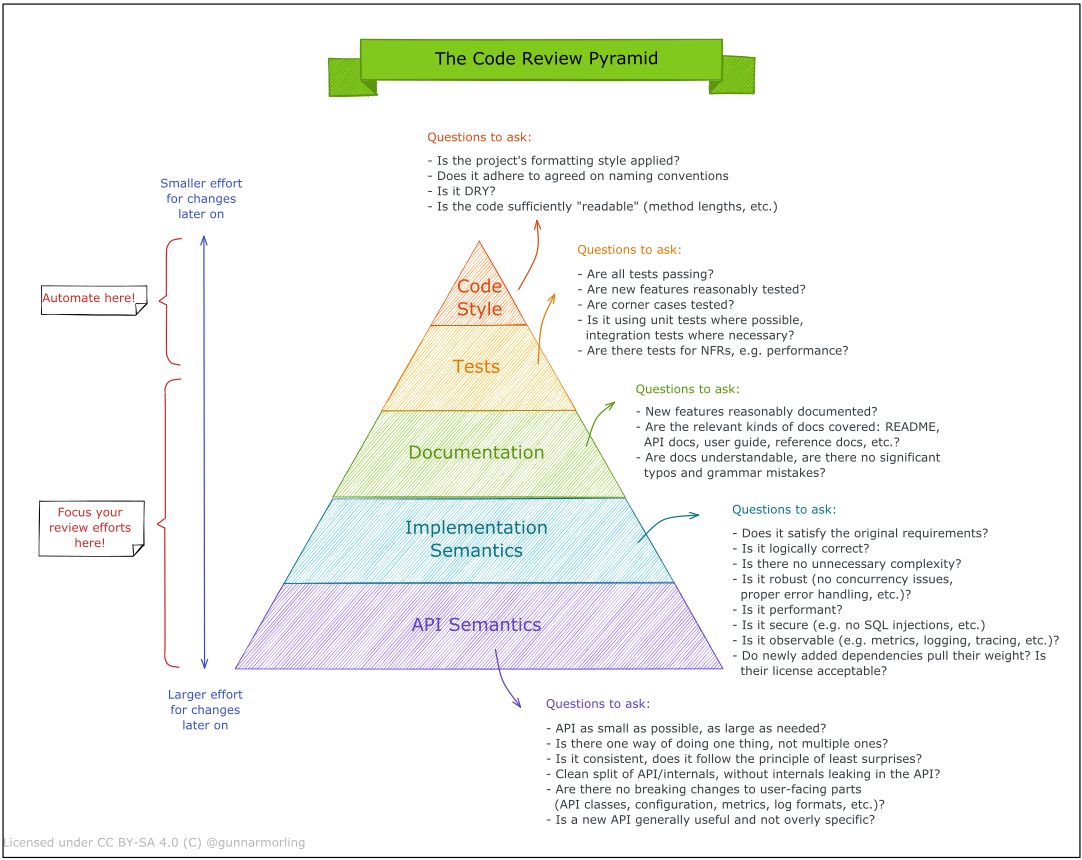 The Code Review Pyramid
Questions to ask:
- Is the project's formatting style applied?
- Does it adhere to agreed on naming conventions
- Is it DRY?
- Is the code sufficiently "readable" (method lengths, etc.)
Smaller effort
for changes
later on
Automate here!
Code
Style
Questions to ask:
- Are all tests passing?
- Are new features reasonably tested?
- Are corner cases tested?
- Is it using unit tests where possible,
integration tests where necessary?
- Are there tests for NFRs, e.g. performance?
Tests
Questions to ask:
- New features reasonably documented?
- Are the relevant kinds of docs covered: README,
API docs, user guide, reference docs, etc.?
- Are docs understandable, are there no significant
typos and grammar mistakes?
Documentation
Focus your
review efforts
here!
Implementation
Semantics
Questions to ask:
- Does it satisfy the original requirements?
- Is it logically correct?
- Is there no unnecessary complexity?
- Is it robust (no concurrency issues,
proper error handling, etc.)?
- Is it performant?
- Is it secure (e.g. no SQL injections, etc.)
- Is it observable (e.g. metrics, logging, tracing, etc.)?
- Do newly added dependencies pull their weight? Is
their license acceptable?
API Semantics
Larger effort
for changes
later on
Questions to ask:
- API as small as possible, as large as needed?
- Is there one way of doing one thing, not multiple ones?
- Is it consistent, does it follow the principle of least surprises?
- Clean split of API/internals, without internals leaking in the API?
- Are there no breaking changes to user-facing parts
(API classes, configuration, metrics, log formats, etc.)?
- Is a new API generally useful and not overly specific?
Licensed under CC BY-SA 4.0 (C) @gunnarmorling